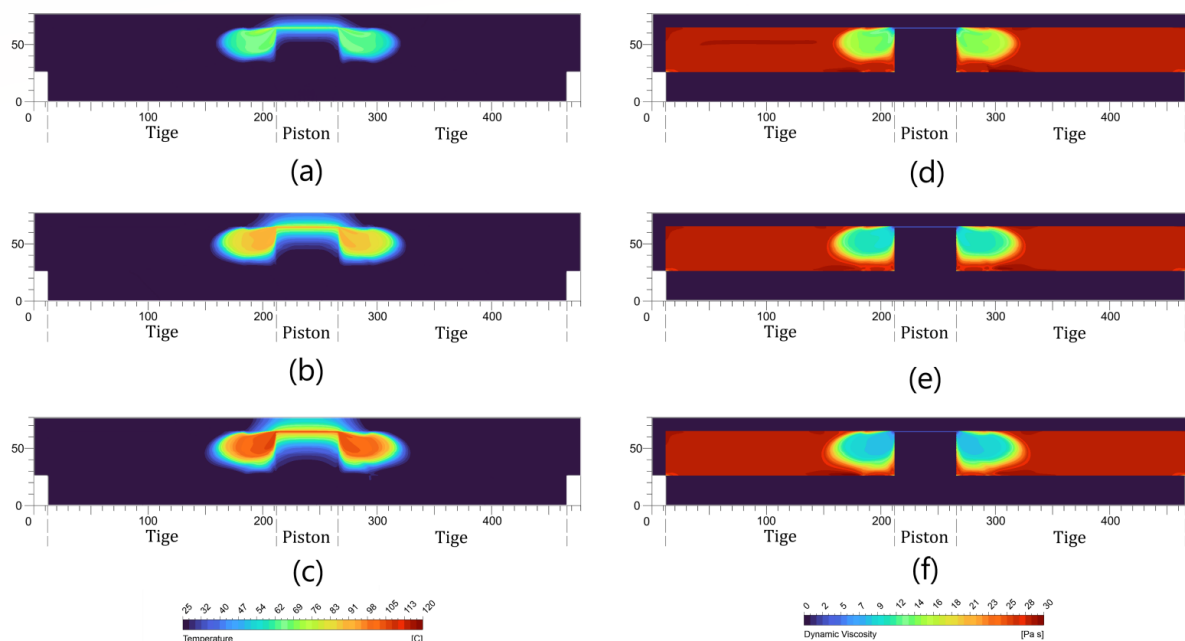 50
50
0
0
0
100
200
300
400
0
100
200
300
400
Tige
Piston
Tige
Tige
Piston
Tige
(a)
(d)
50
50
0
0
0
100
200
300
400
0
100
200
300
400
Tige
Piston
Tige
Tige
Piston
Tige
(b)
(e)
50
50
0
0
0
100
200
300
400
0
100
200
300
400
Tige
Piston
Tige
Tige
Piston
Tige
(c)
(f)
25 32 40 47 54 62 69 76 83 91 98 105 113 120
Temperature [C]
0 2 5 7 9 12 14 16 18 21 23 25 28 30
Dynamic Viscosity [Pa s]